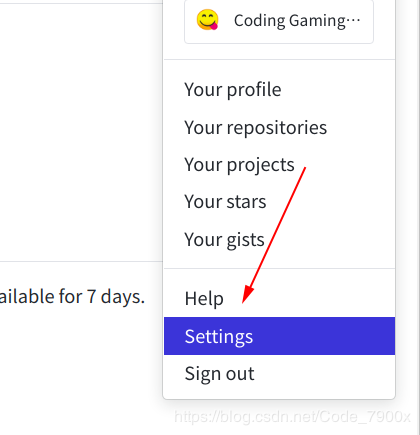 😋 Coding Gaming…
Your profile
Your repositories
Your projects
Your stars
Your gists
ailable for 7 days.
Help
Settings
Sign out
https://blog.csdn.net/Code_7900x